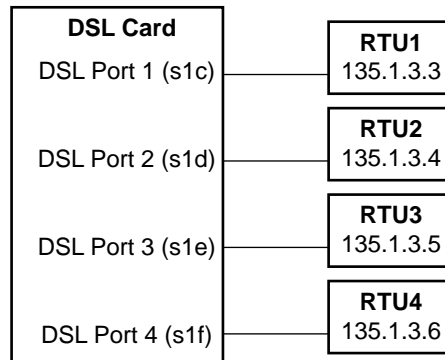 DSL Card
DSL Port 1 (s1c)
RTU1
135.1.3.3
DSL Port 2 (s1d)
RTU2
135.1.3.4
DSL Port 3 (s1e)
RTU3
135.1.3.5
DSL Port 4 (s1f)
RTU4
135.1.3.6